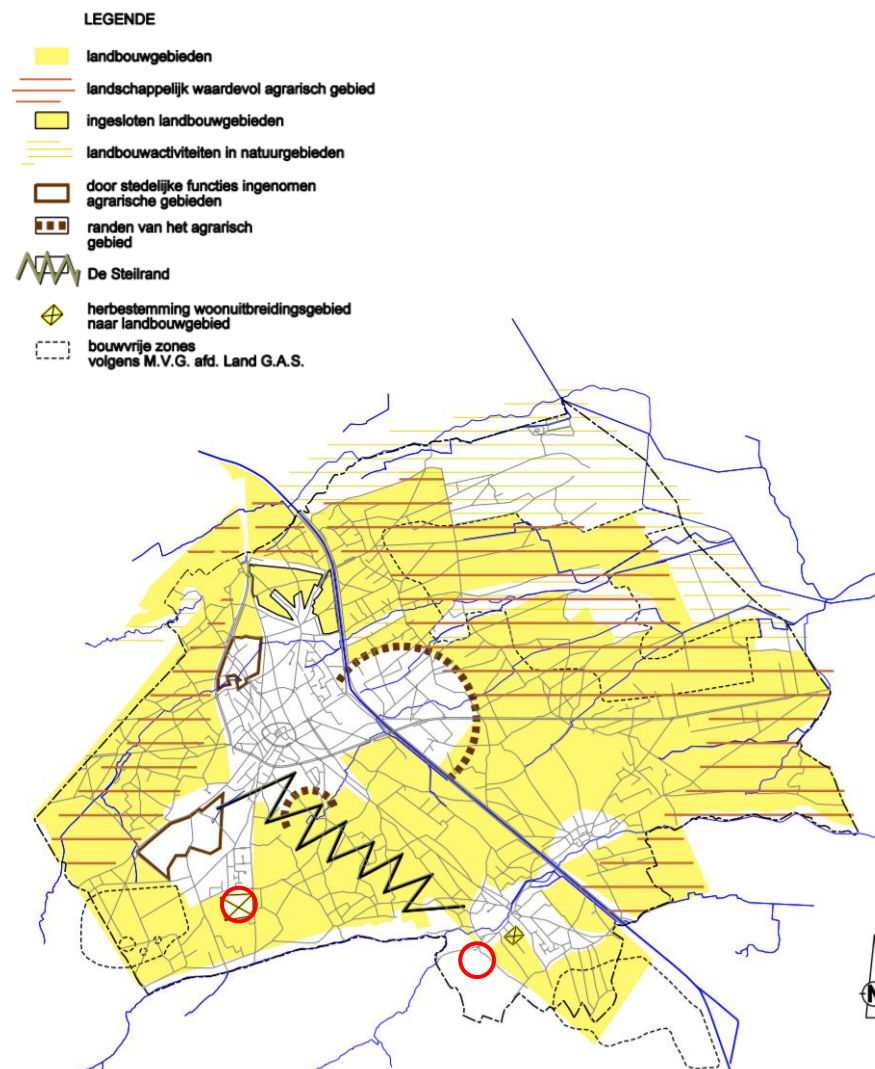 LEGENDE
landbouwgebieden
landschappelijk waardevol agrarisch gebied
ingesloten landbouwgebieden
landbouwactiviteiten in natuurgebieden
door stedelijke functies ingenomen
agrarische gebieden
randen van het agrarisch
gebied
De Steilrand
herbestemming woonuitbreidingsgebied
naar landbouwgebied
bouwvrije zones
volgens M.V.G. afd. Land G.A.S.
N